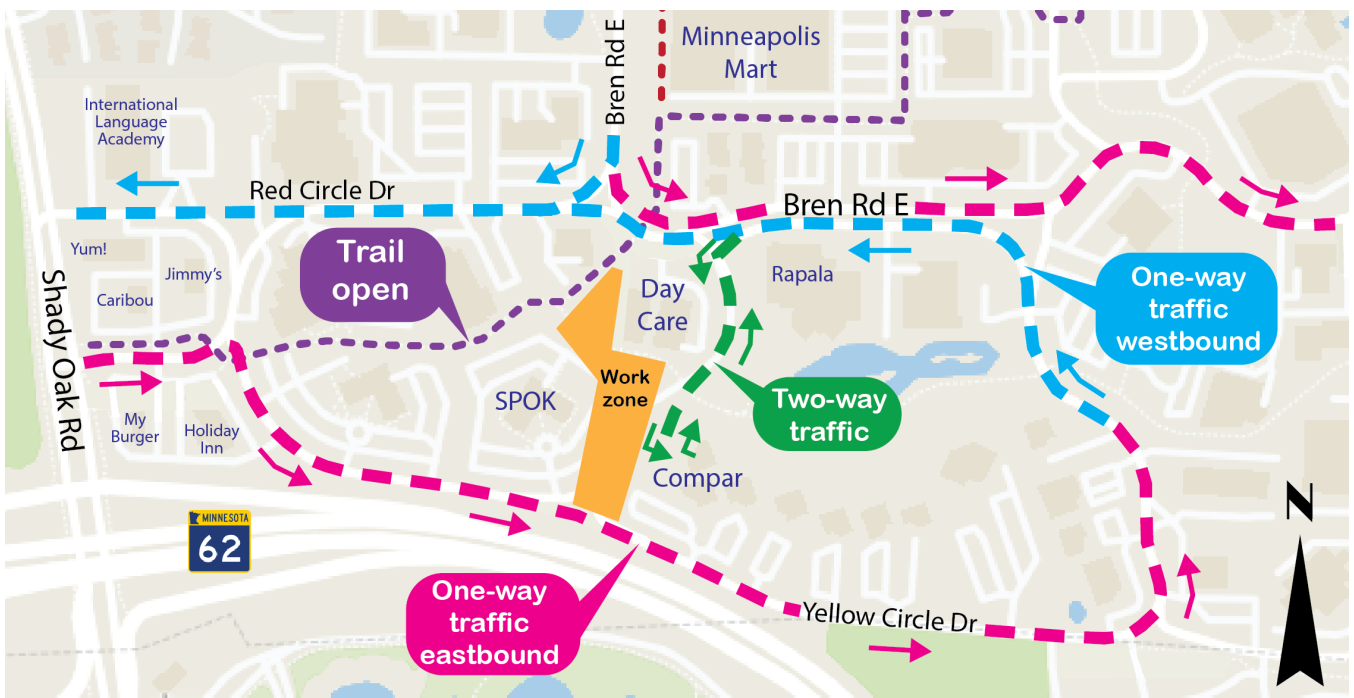 Minneapolis
Mart
Bren Rd E
International
Language
Academy
Red Circle Dr
Bren Rd E
Yum!
Jimmy's
Caribou
Trail
open
Day
Care
Rapala
One-way
traffic
westbound
Shady Oak Rd
Work
zone
SPOK
Two-way
traffic
My
Burger
Holiday
Inn
Compar
MINNESOTA
62
N
One-way
traffic
eastbound
Yellow Circle Dr